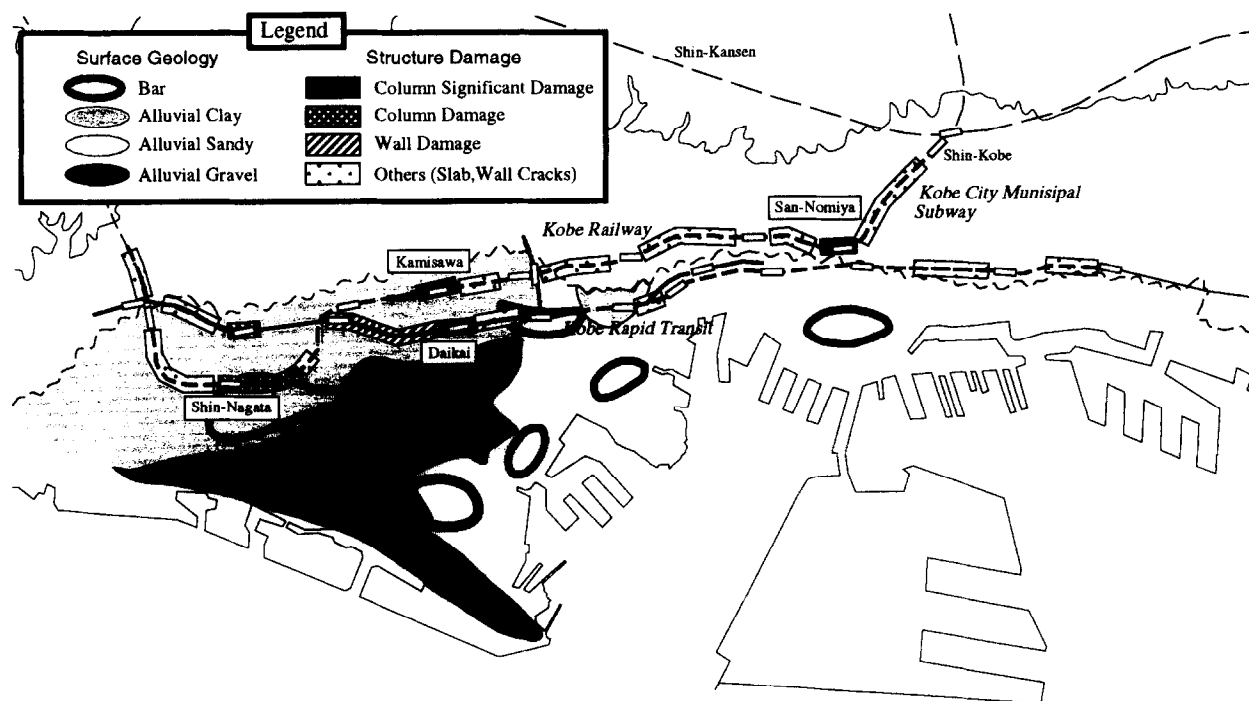 Legend
Surface Geology
Bar
Alluvial Clay
Alluvial Sandy
Alluvial Gravel
Structure Damage
Column Significant Damage
Column Damage
Wall Damage
Others (Slab,Wall Cracks)
Shin-Kansen
Shin-Kobe
San-Nomiya
Kobe City Munisipal
Subway
Kobe Railway
Kamisawa
Kobe Rapid Transit
Daikai
Shin-Nagata